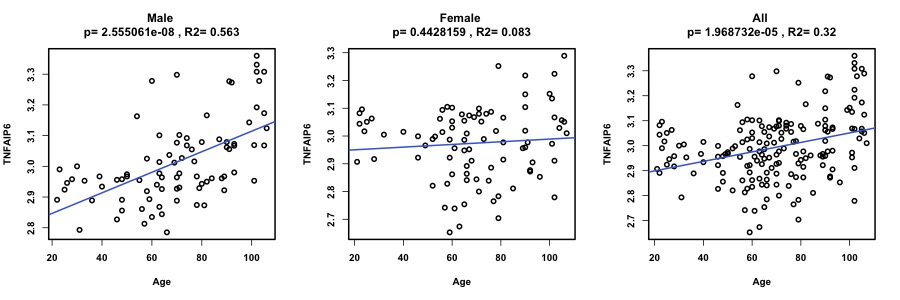 Male
p= 2.555061e-08 , R2= 0.563
TNFAIP6
3.3
3.2
3.1
3.0
2.9
2.8
20 40 60 80 100
Age
Female
p= 0.4428159 , R2= 0.083
TNFAIP6
3.3
3.2
3.1
3.0
2.9
2.8
2.7
20 40 60 80 100
Age
All
p= 1.968732e-05 , R2= 0.32
TNFAIP6
3.3
3.2
3.1
3.0
2.9
2.8
2.7
20 40 60 80 100
Age